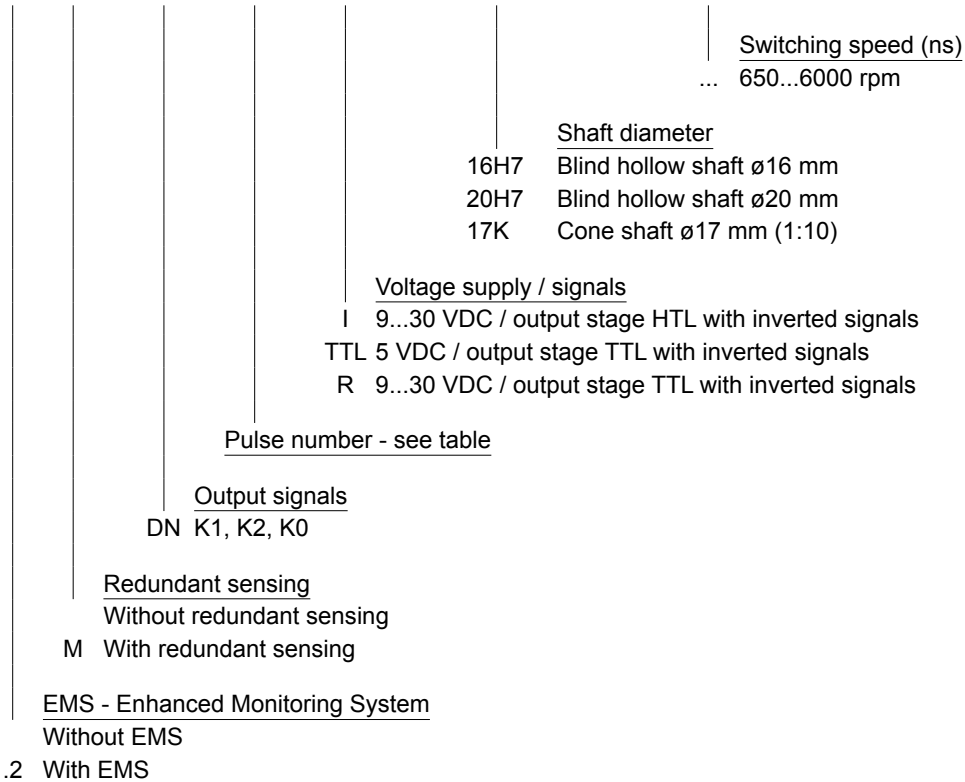 Switching speed (ns)
... 650...6000 rpm
Shaft diameter
16H7 Blind hollow shaft ø16 mm
20H7 Blind hollow shaft ø20 mm
17K Cone shaft ø17 mm (1:10)
Voltage supply / signals
I 9...30 VDC / output stage HTL with inverted signals
TTL 5 VDC / output stage TTL with inverted signals
R 9...30 VDC / output stage TTL with inverted signals
Pulse number - see table
Output signals
DN K1, K2, K0
Redundant sensing
Without redundant sensing
M With redundant sensing
EMS - Enhanced Monitoring System
Without EMS
.2 With EMS